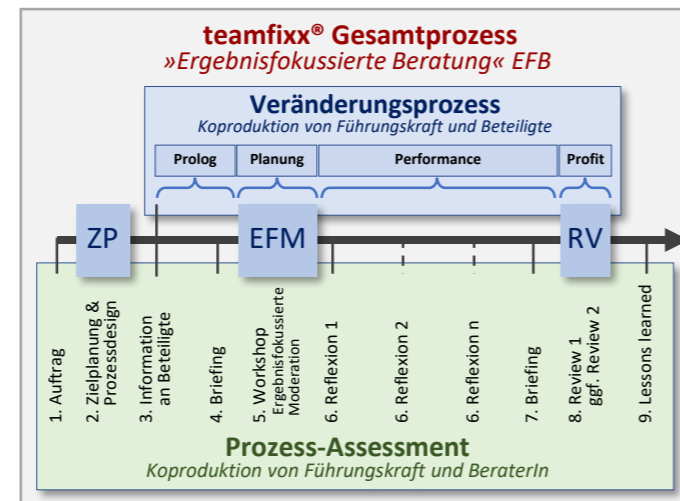 teamfixx® Gesamtprozess
»Ergebnisfokussierte Beratung« EFB
Veränderungsprozess
Koproduktion von Führungskraft und Beteiligte
Prolog
Planung
Performance
Profit
ZP
EFM
RV
1. Auftrag
2. Zielplanung &
Prozessdesign
3. Information
an Beteiligte
4. Briefing
5. Workshop
Ergebnisfokussierte
Moderation
6. Reflexion 1
6. Reflexion 2
6. Reflexion n
7. Briefing
8. Review 1
ggf. Review 2
9. Lessons learned
Prozess-Assessment
Koproduktion von Führungskraft und BeraterIn